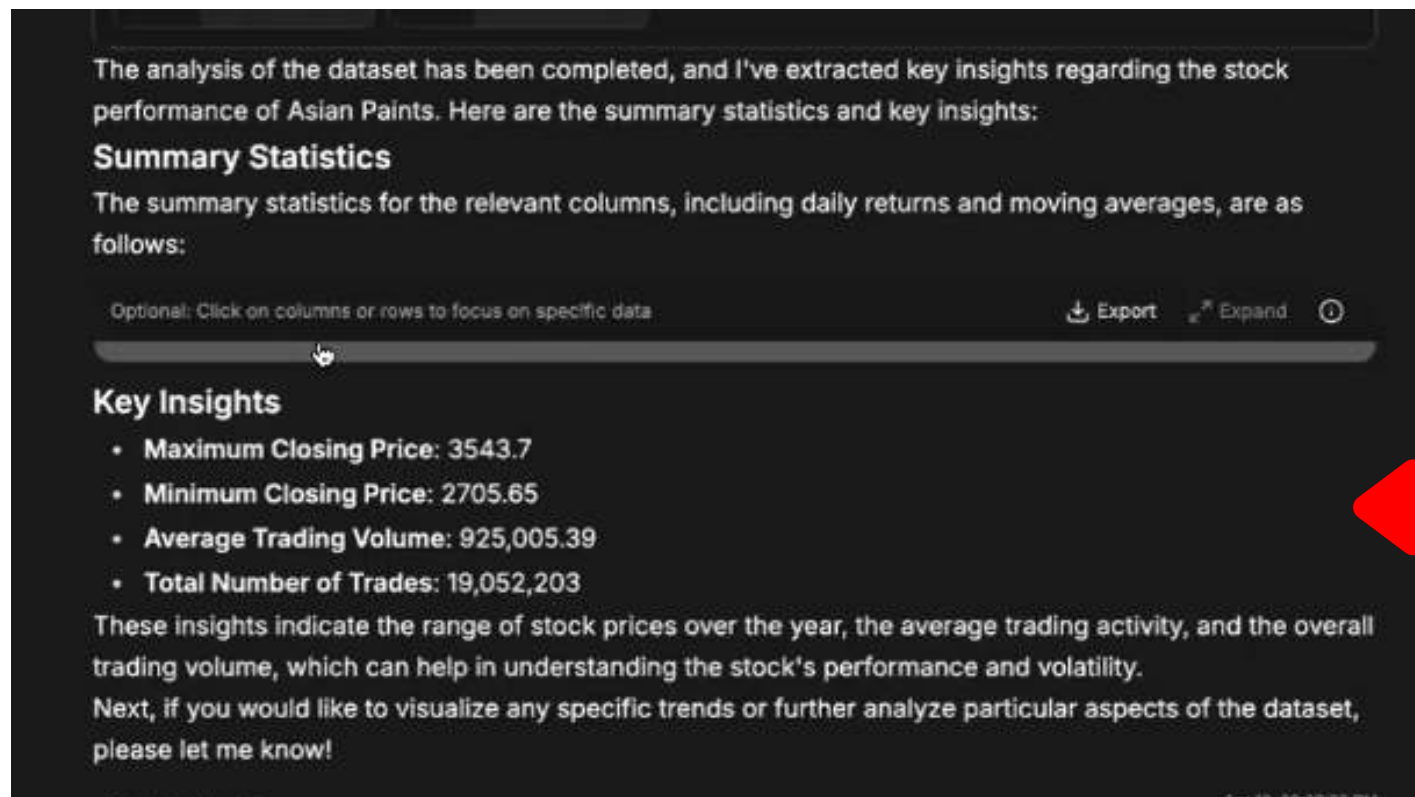 The analysis of the dataset has been completed, and I've extracted key insights regarding the stock
performance of Asian Paints. Here are the summary statistics and key insights:
Summary Statistics
The summary statistics for the relevant columns, including daily returns and moving averages, are as
follows:
Optional: Click on columns or rows to focus on specific data
Export Expand
Key Insights
• Maximum Closing Price: 3543.7
• Minimum Closing Price: 2705.65
• Average Trading Volume: 925,005.39
• Total Number of Trades: 19,052,203
These insights indicate the range of stock prices over the year, the average trading activity, and the overall
trading volume, which can help in understanding the stock's performance and volatility.
Next, if you would like to visualize any specific trends or further analyze particular aspects of the dataset,
please let me know!